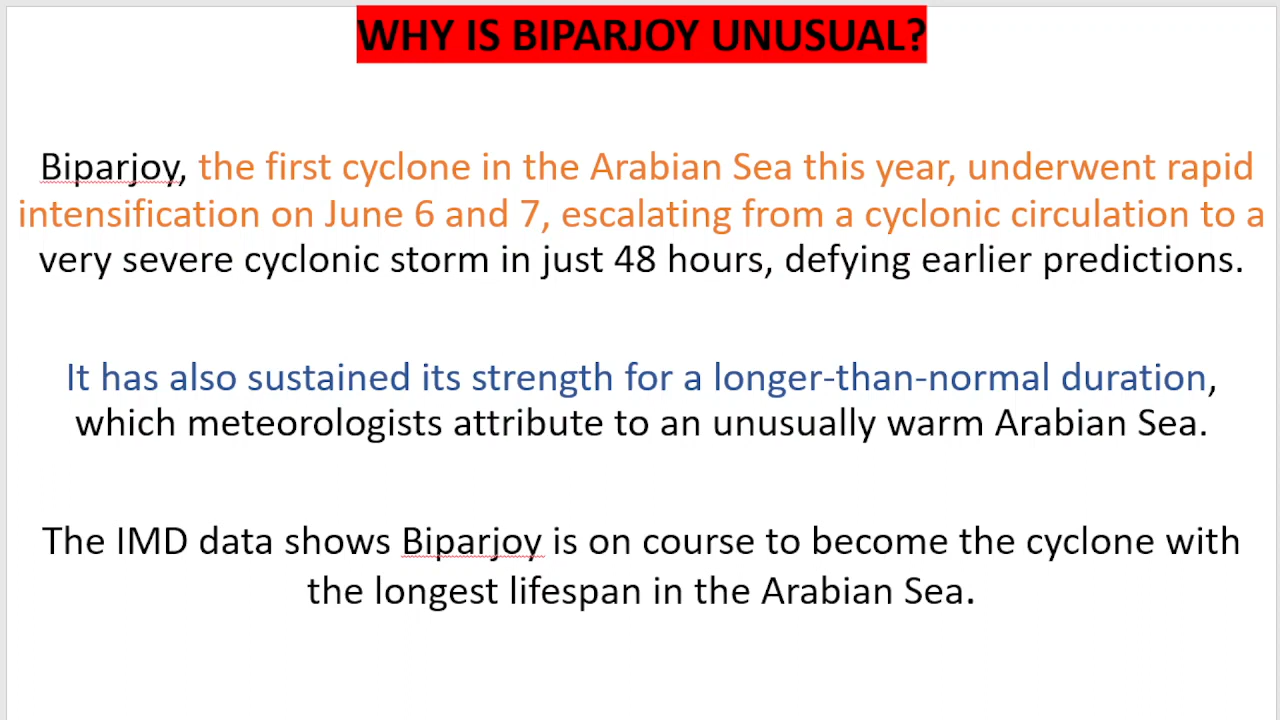 WHY IS BIPARJOY UNUSUAL?
Biparjoy, the first cyclone in the Arabian Sea this year, underwent rapid
intensification on June 6 and 7, escalating from a cyclonic circulation to a
very severe cyclonic storm in just 48 hours, defying earlier predictions.
It has also sustained its strength for a longer-than-normal duration,
which meteorologists attribute to an unusually warm Arabian Sea.
The IMD data shows Biparjoy is on course to become the cyclone with
the longest lifespan in the Arabian Sea.